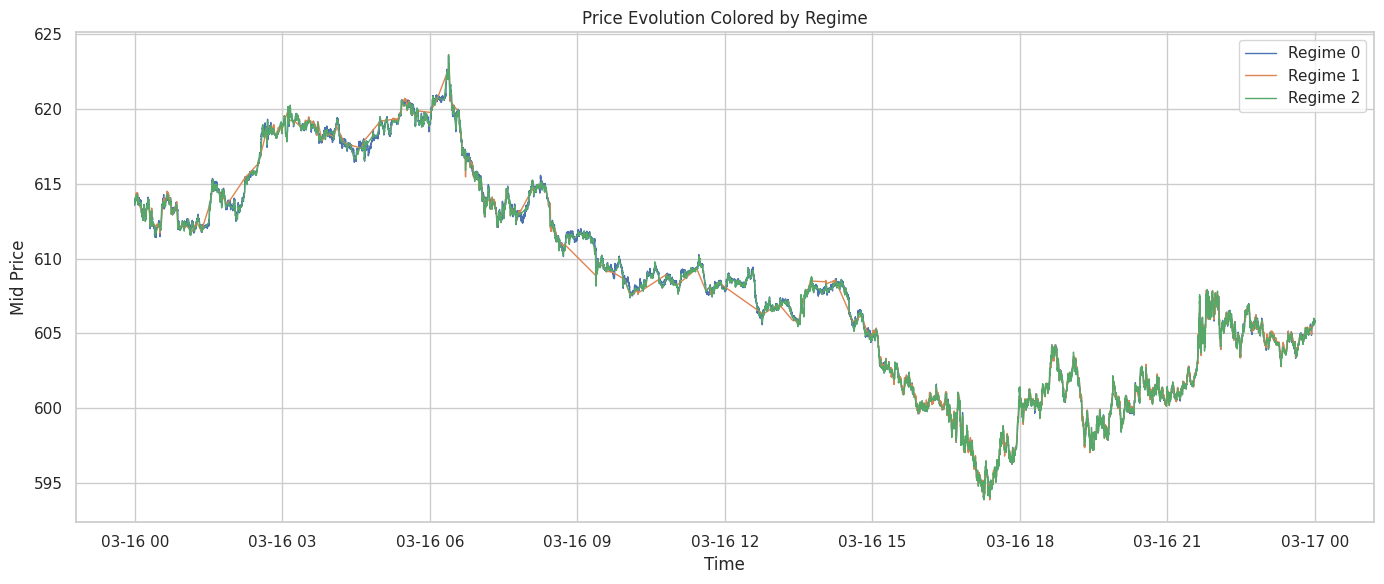 Price Evolution Colored by Regime
625
620
615
610
605
600
595
Mid Price
Regime 0
Regime 1
Regime 2
03-16 00
03-16 03
03-16 06
03-16 09
03-16 12
03-16 15
03-16 18
03-16 21
03-17 00
Time